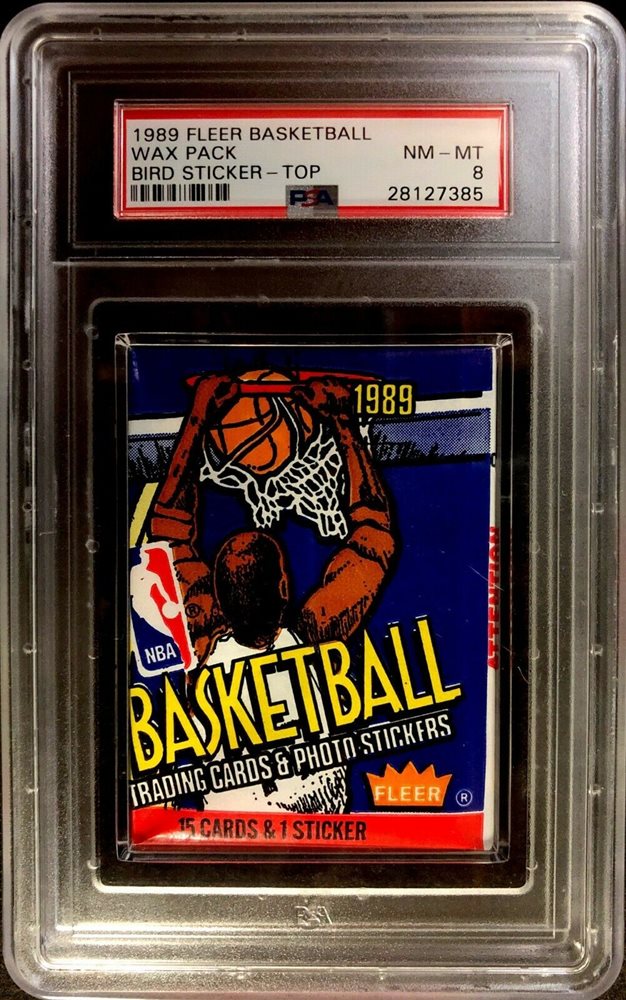 1989 FLEER BASKETBALL
WAX PACK NM-MT
BIRD STICKER-TOP 8
PSA 28127385
1989
ATTENTION
NBA
BASKETBALL
TRADING CARDS & PHOTO STICKERS
FLEER ®
15 CARDS & 1 STICKER
PSA